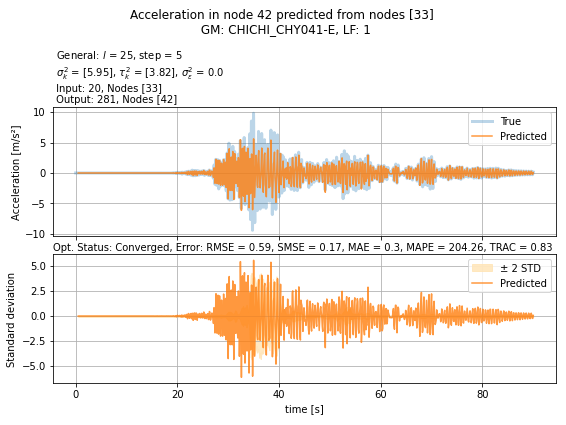 Acceleration in node 42 predicted from nodes [33]
GM: CHICHI_CHY041-E, LF: 1
General: l = 25, step = 5
σ²ₖ = [5.95], τ²ₖ = [3.82], σ²ε = 0.0
Input: 20, Nodes [33]
Output: 281, Nodes [42]
Acceleration [m/s²]
10
5
0
−5
−10
True
Predicted
Opt. Status: Converged, Error: RMSE = 0.59, SMSE = 0.17, MAE = 0.3, MAPE = 204.26, TRAC = 0.83
Standard deviation
5.0
2.5
0.0
−2.5
−5.0
± 2 STD
Predicted
0 20 40 60 80
time [s]